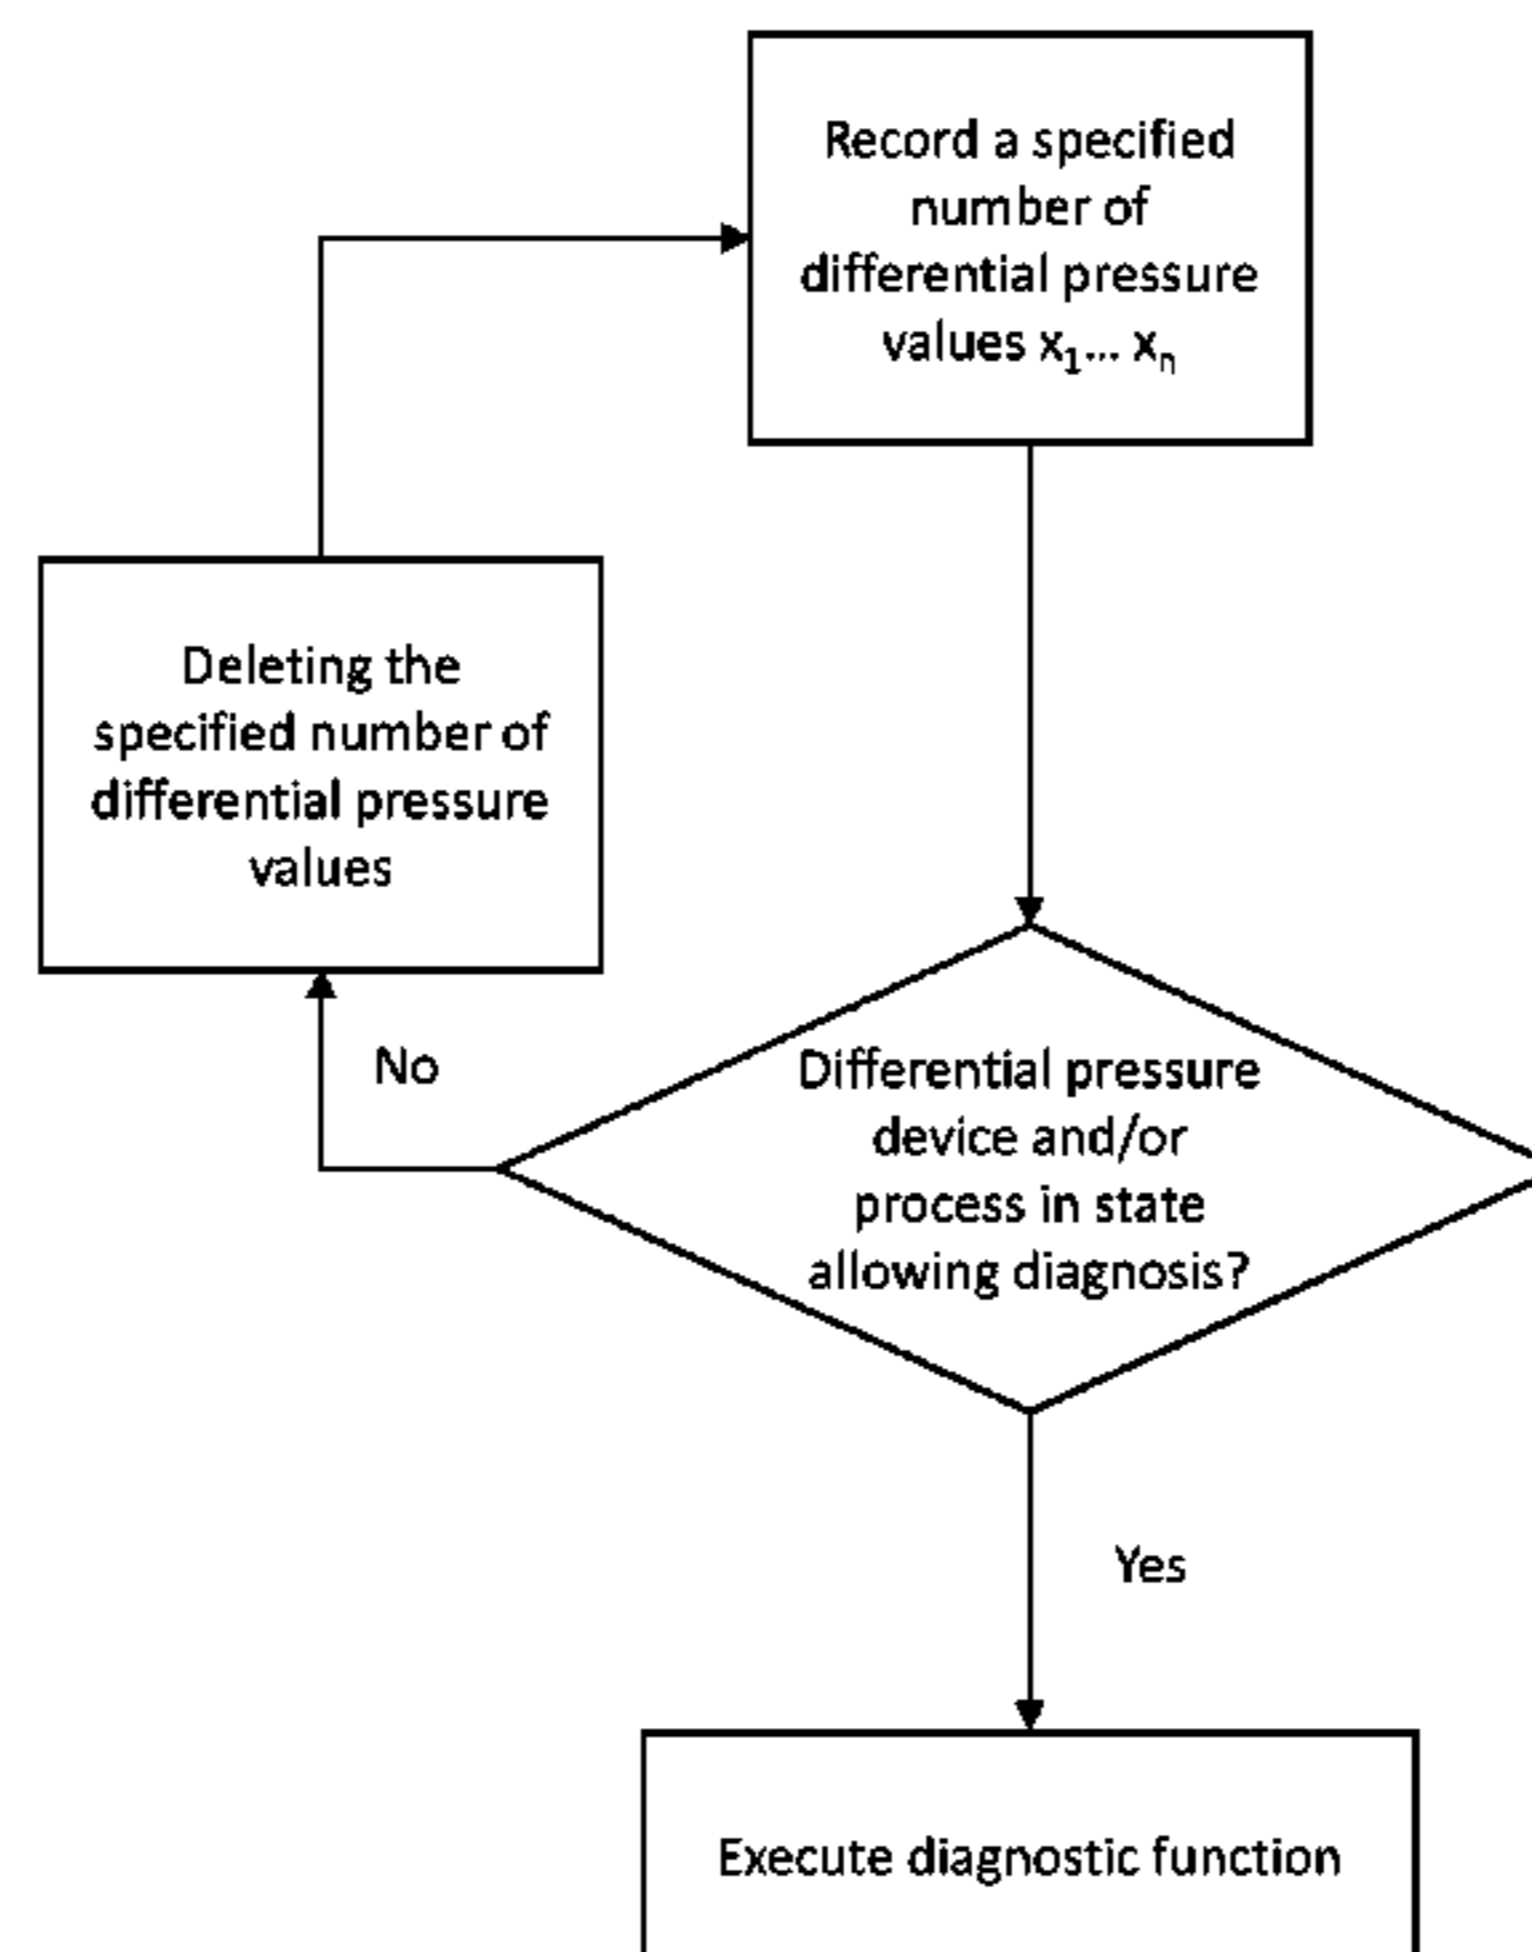 Record a specified
number of
differential pressure
values x₁... xₙ
Deleting the
specified number of
differential pressure
values
No
Differential pressure
device and/or
process in state
allowing diagnosis?
Yes
Execute diagnostic function